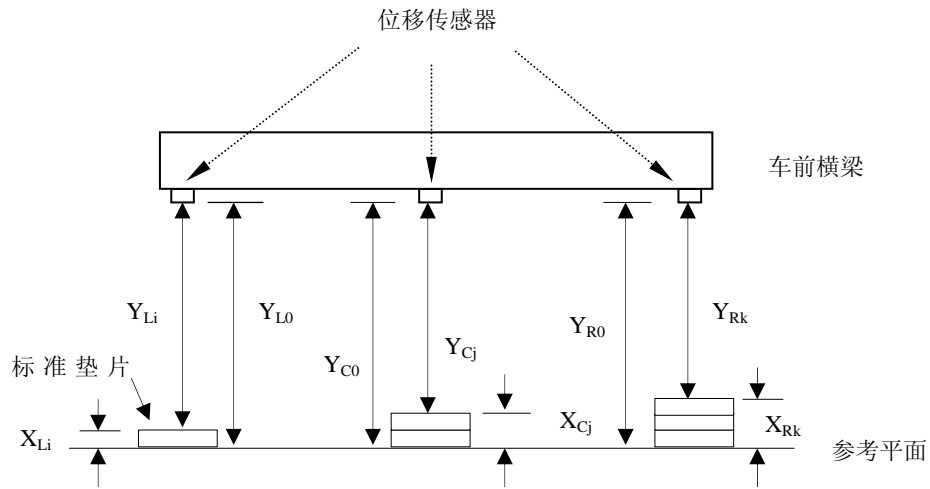 位移传感器
车前横梁
Y_Li
Y_L0
Y_C0
Y_Cj
Y_R0
Y_Rk
标准垫片
X_Li
X_Cj
X_Rk
参考平面